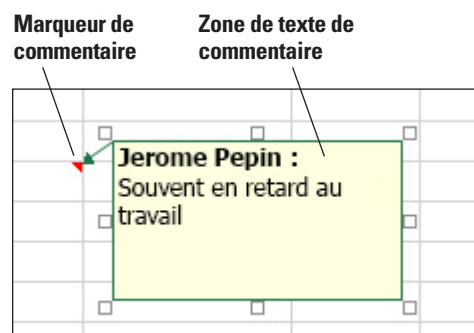 Marqueur de
commentaire
Zone de texte de
commentaire
Jerome Pepin :
Souvent en retard au
travail